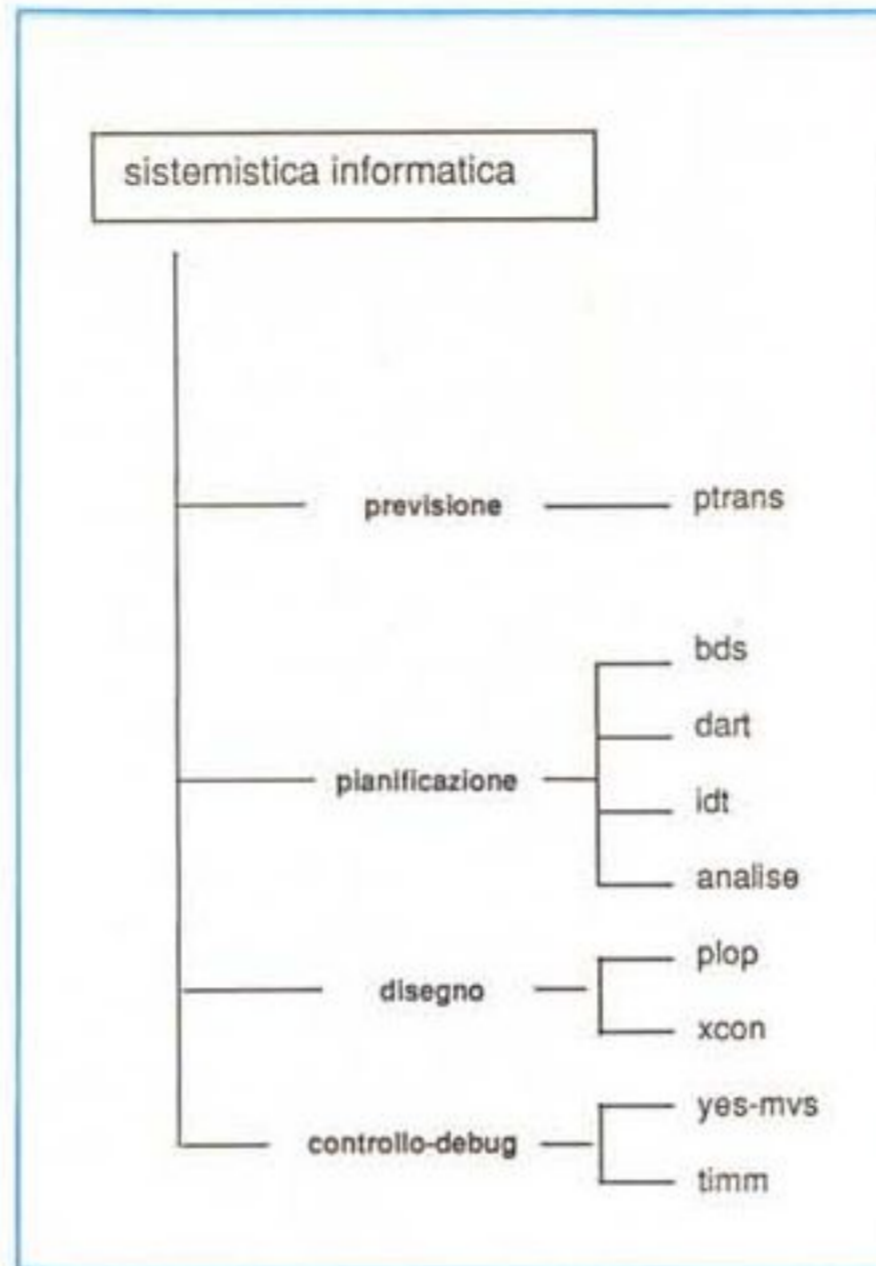 sistemistica informatica
previsione
ptrans
pianificazione
bds
dart
idt
analise
disegno
plop
xcon
controllo-debug
yes-mvs
timm